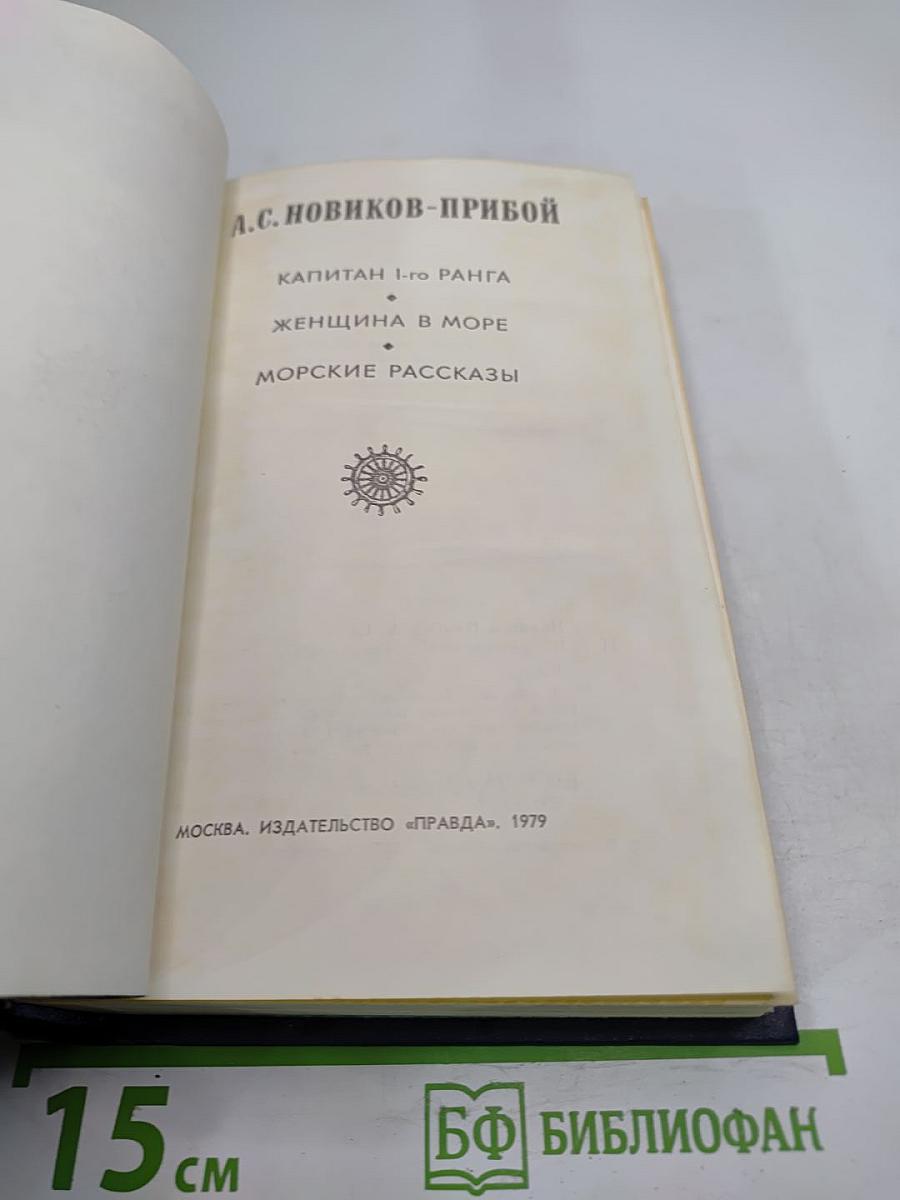 А.С. НОВИКОВ-ПРИБОЙ
КАПИТАН I-го РАНГА
ЖЕНЩИНА В МОРЕ
МОРСКИЕ РАССКАЗЫ
МОСКВА. ИЗДАТЕЛЬСТВО «ПРАВДА». 1979
15 см
БФ БИБЛИОФАН